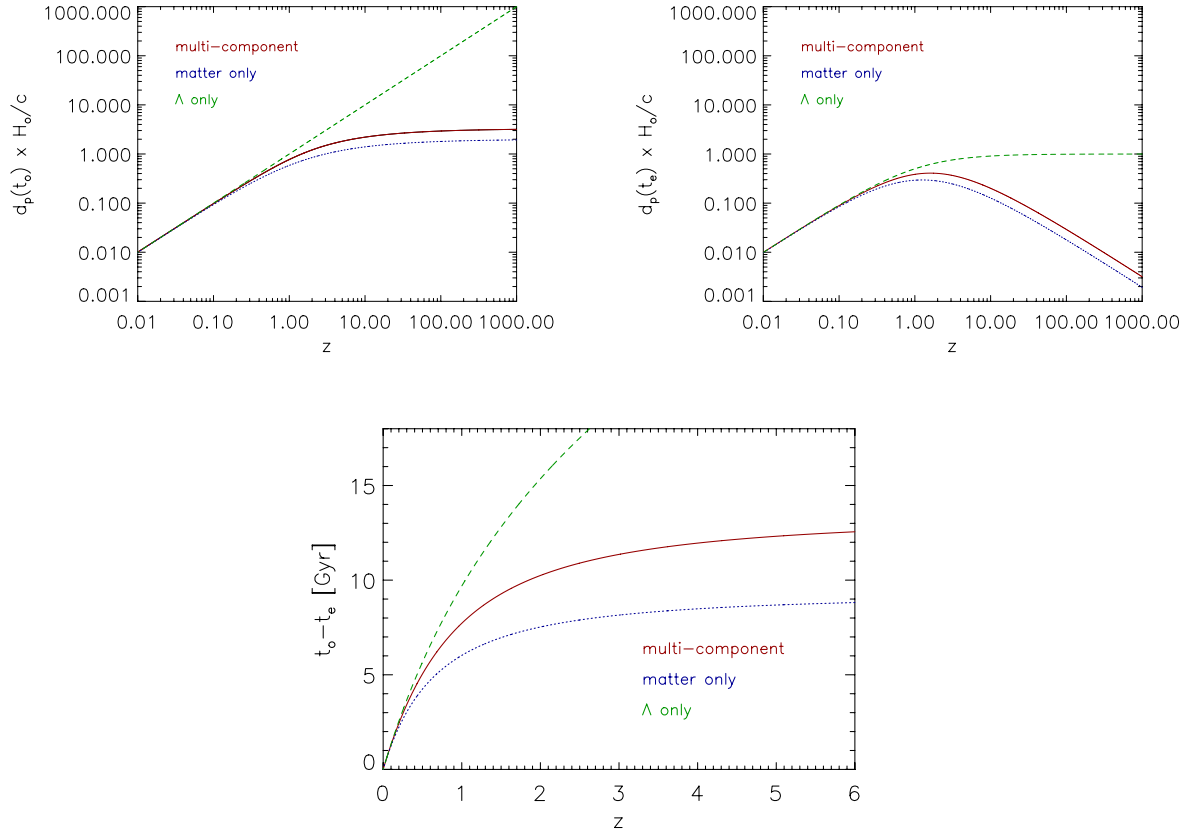 1000.000
100.000
10.000
1.000
0.100
0.010
0.001
d_p(t_o) x H_o/c
multi-component
matter only
Λ only
0.01 0.10 1.00 10.00 100.00 1000.00
z
1000.000
100.000
10.000
1.000
0.100
0.010
0.001
d_p(t_e) x H_o/c
multi-component
matter only
Λ only
0.01 0.10 1.00 10.00 100.00 1000.00
z
15
10
5
0
t_o-t_e [Gyr]
multi-component
matter only
Λ only
0 1 2 3 4 5 6
z